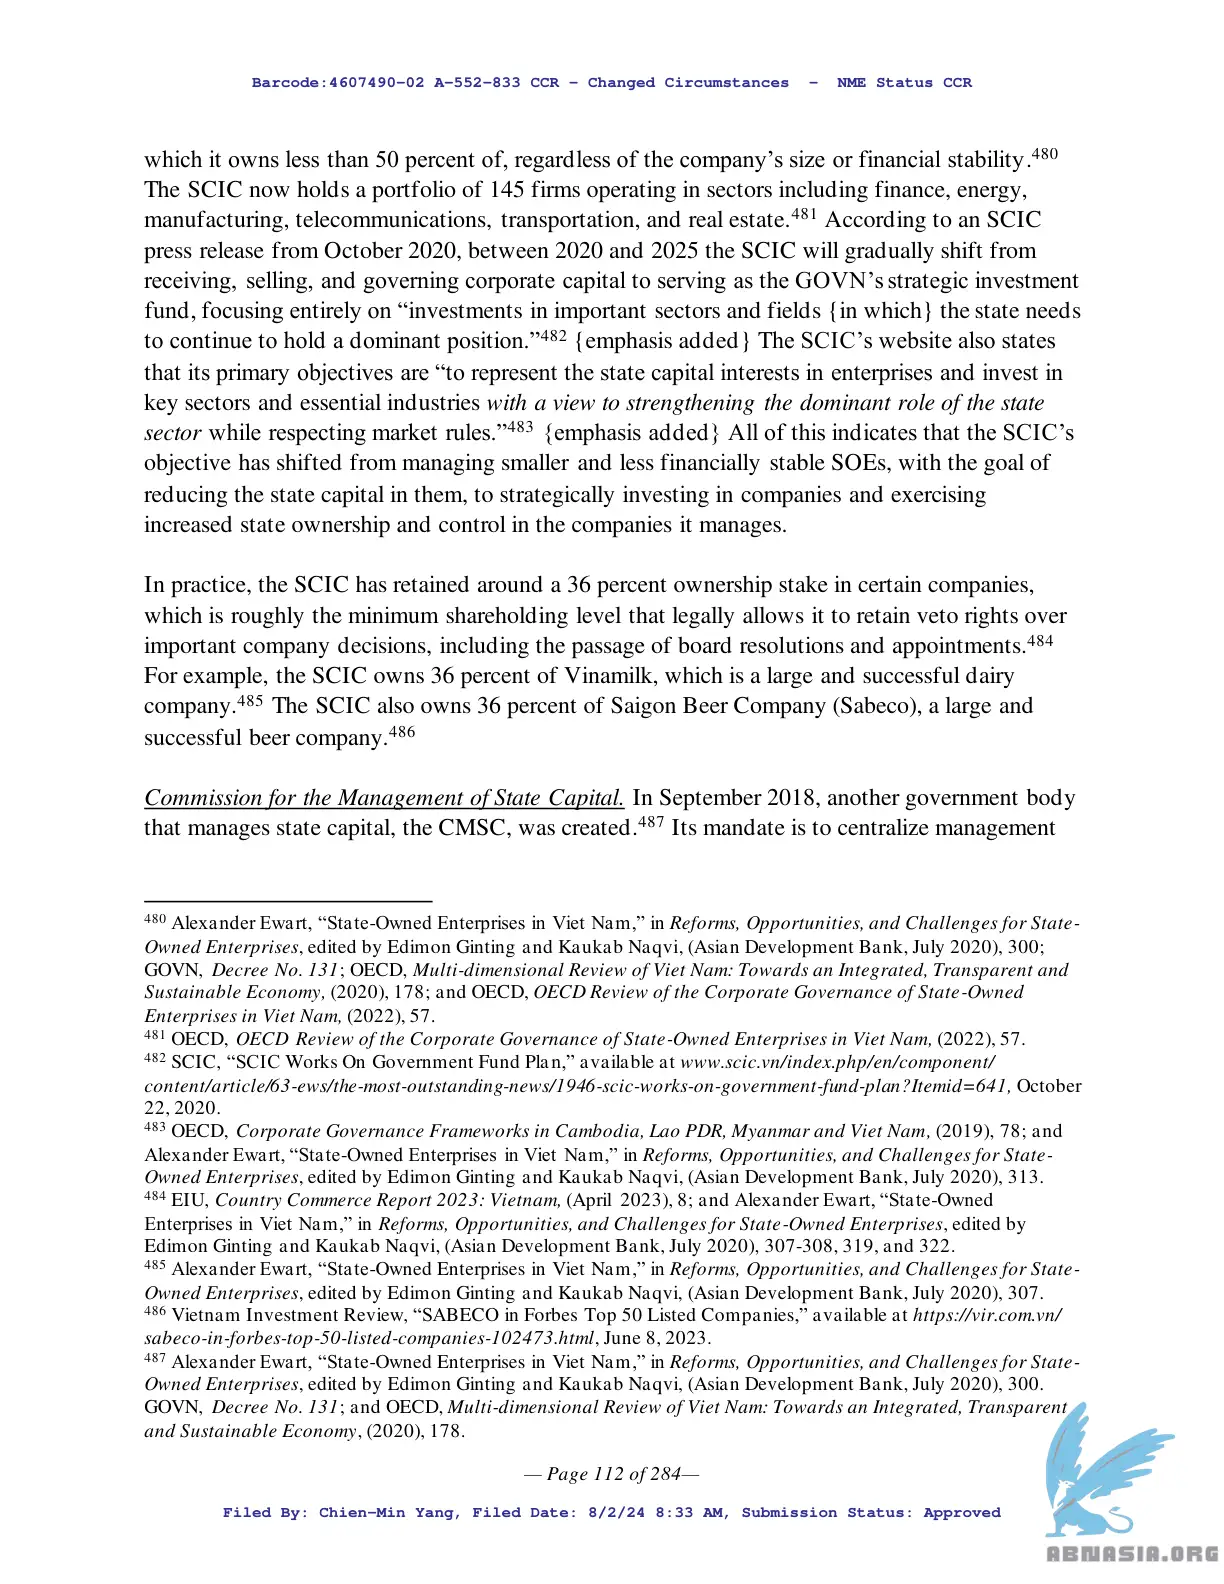 Barcode:4607490-02 A-552-833 CCR - Changed Circumstances - NME Status CCR
which it owns less than 50 percent of, regardless of the company’s size or financial stability.480
The SCIC now holds a portfolio of 145 firms operating in sectors including finance, energy,
manufacturing, telecommunications, transportation, and real estate.481 According to an SCIC
press release from October 2020, between 2020 and 2025 the SCIC will gradually shift from
receiving, selling, and governing corporate capital to serving as the GOVN’s strategic investment
fund, focusing entirely on “investments in important sectors and fields {in which} the state needs
to continue to hold a dominant position.”482 {emphasis added} The SCIC’s website also states
that its primary objectives are “to represent the state capital interests in enterprises and invest in
key sectors and essential industries with a view to strengthening the dominant role of the state
sector while respecting market rules.”483 {emphasis added} All of this indicates that the SCIC’s
objective has shifted from managing smaller and less financially stable SOEs, with the goal of
reducing the state capital in them, to strategically investing in companies and exercising
increased state ownership and control in the companies it manages.
In practice, the SCIC has retained around a 36 percent ownership stake in certain companies,
which is roughly the minimum shareholding level that legally allows it to retain veto rights over
important company decisions, including the passage of board resolutions and appointments.484
For example, the SCIC owns 36 percent of Vinamilk, which is a large and successful dairy
company.485 The SCIC also owns 36 percent of Saigon Beer Company (Sabeco), a large and
successful beer company.486
Commission for the Management of State Capital. In September 2018, another government body
that manages state capital, the CMSC, was created.487 Its mandate is to centralize management
480 Alexander Ewart, “State-Owned Enterprises in Viet Nam,” in Reforms, Opportunities, and Challenges for State-
Owned Enterprises, edited by Edimon Ginting and Kaukab Naqvi, (Asian Development Bank, July 2020), 300;
GOVN, Decree No. 131; OECD, Multi-dimensional Review of Viet Nam: Towards an Integrated, Transparent and
Sustainable Economy, (2020), 178; and OECD, OECD Review of the Corporate Governance of State-Owned
Enterprises in Viet Nam, (2022), 57.
481 OECD, OECD Review of the Corporate Governance of State-Owned Enterprises in Viet Nam, (2022), 57.
482 SCIC, “SCIC Works On Government Fund Plan,” available at www.scic.vn/index.php/en/component/
content/article/63-ews/the-most-outstanding-news/1946-scic-works-on-government-fund-plan?Itemid=641, October
22, 2020.
483 OECD, Corporate Governance Frameworks in Cambodia, Lao PDR, Myanmar and Viet Nam, (2019), 78; and
Alexander Ewart, “State-Owned Enterprises in Viet Nam,” in Reforms, Opportunities, and Challenges for State-
Owned Enterprises, edited by Edimon Ginting and Kaukab Naqvi, (Asian Development Bank, July 2020), 313.
484 EIU, Country Commerce Report 2023: Vietnam, (April 2023), 8; and Alexander Ewart, “State-Owned
Enterprises in Viet Nam,” in Reforms, Opportunities, and Challenges for State-Owned Enterprises, edited by
Edimon Ginting and Kaukab Naqvi, (Asian Development Bank, July 2020), 307-308, 319, and 322.
485 Alexander Ewart, “State-Owned Enterprises in Viet Nam,” in Reforms, Opportunities, and Challenges for State-
Owned Enterprises, edited by Edimon Ginting and Kaukab Naqvi, (Asian Development Bank, July 2020), 307.
486 Vietnam Investment Review, “SABECO in Forbes Top 50 Listed Companies,” available at https://vir.com.vn/
sabeco-in-forbes-top-50-listed-companies-102473.html, June 8, 2023.
487 Alexander Ewart, “State-Owned Enterprises in Viet Nam,” in Reforms, Opportunities, and Challenges for State-
Owned Enterprises, edited by Edimon Ginting and Kaukab Naqvi, (Asian Development Bank, July 2020), 300.
GOVN, Decree No. 131; and OECD, Multi-dimensional Review of Viet Nam: Towards an Integrated, Transparent
and Sustainable Economy, (2020), 178.
— Page 112 of 284—
Filed By: Chien-Min Yang, Filed Date: 8/2/24 8:33 AM, Submission Status: Approved
ABNASIA.ORG